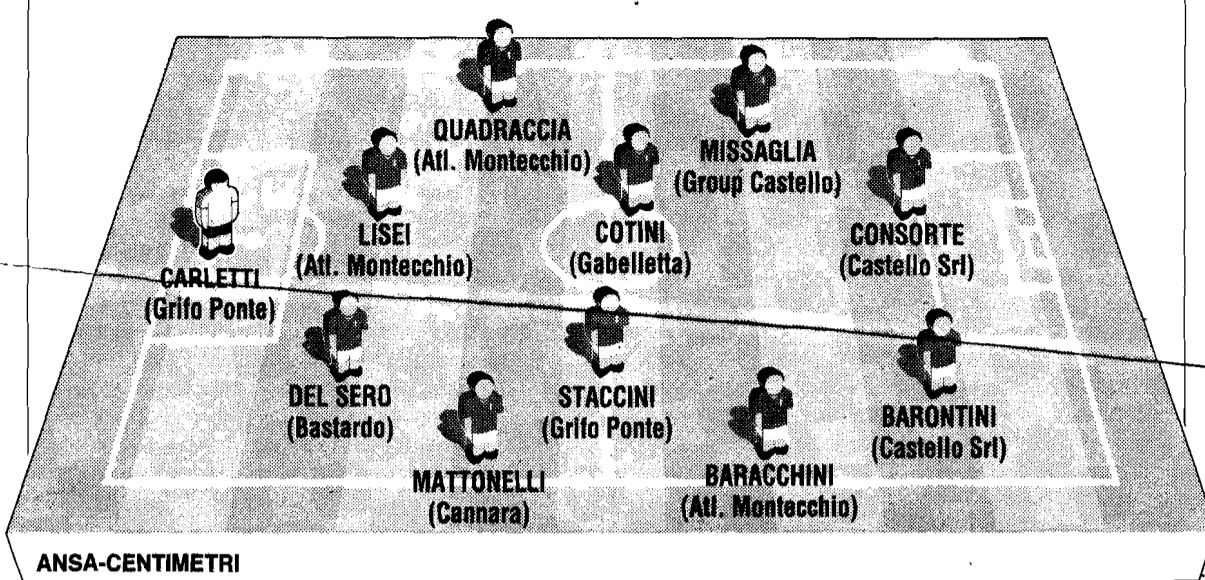 QUADRACCIA
(Atl. Montecchio)
MISSAGLIA
(Group Castello)
LISEI
(Atl. Montecchio)
COTINI
(Gabelletta)
CONSORTE
(Castello Srl)
CARLETTI
(Grifo Ponte)
DEL SERO
(Bastardo)
STACCINI
(Grifo Ponte)
BARONTINI
(Castello Srl)
MATTONELLI
(Cannara)
BARACCHINI
(Atl. Montecchio)
ANSA-CENTIMETRI